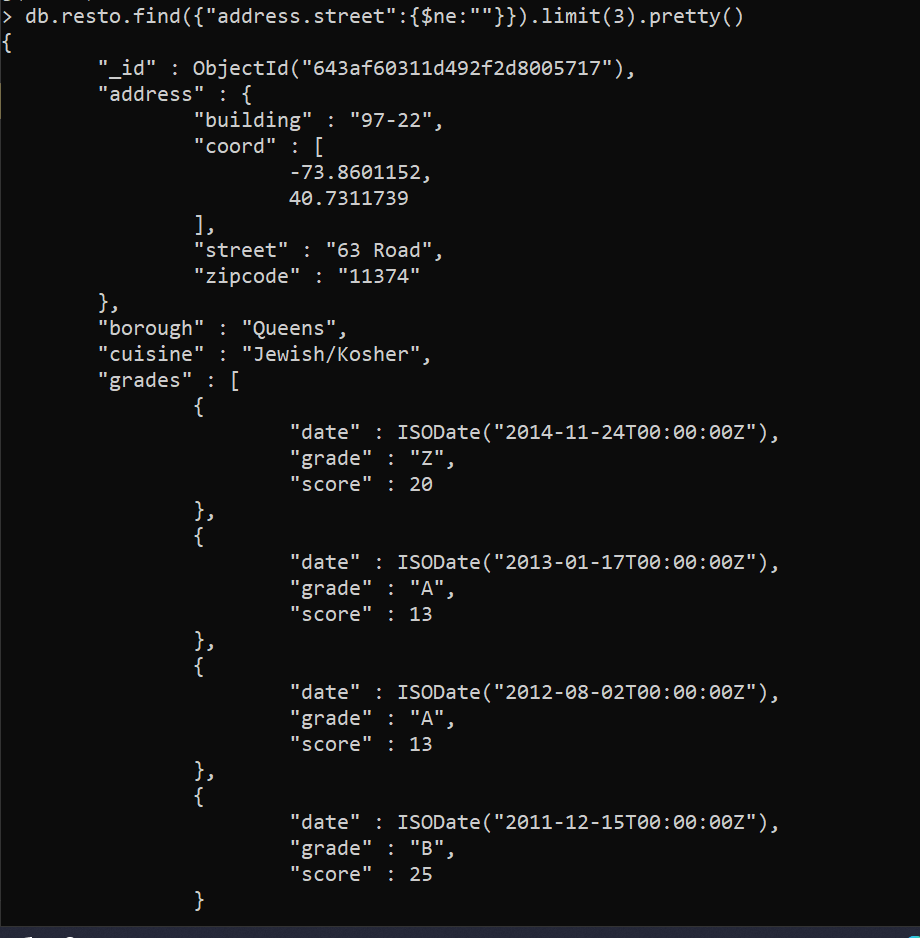 > db.resto.find({"address.street":{$ne:""}}).limit(3).pretty()
{
        "_id" : ObjectId("643af60311d492f2d8005717"),
        "address" : {
                "building" : "97-22",
                "coord" : [
                        -73.8601152,
                        40.7311739
                ],
                "street" : "63 Road",
                "zipcode" : "11374"
        },
        "borough" : "Queens",
        "cuisine" : "Jewish/Kosher",
        "grades" : [
                {
                        "date" : ISODate("2014-11-24T00:00:00Z"),
                        "grade" : "Z",
                        "score" : 20
                },
                {
                        "date" : ISODate("2013-01-17T00:00:00Z"),
                        "grade" : "A",
                        "score" : 13
                },
                {
                        "date" : ISODate("2012-08-02T00:00:00Z"),
                        "grade" : "A",
                        "score" : 13
                },
                {
                        "date" : ISODate("2011-12-15T00:00:00Z"),
                        "grade" : "B",
                        "score" : 25
                }